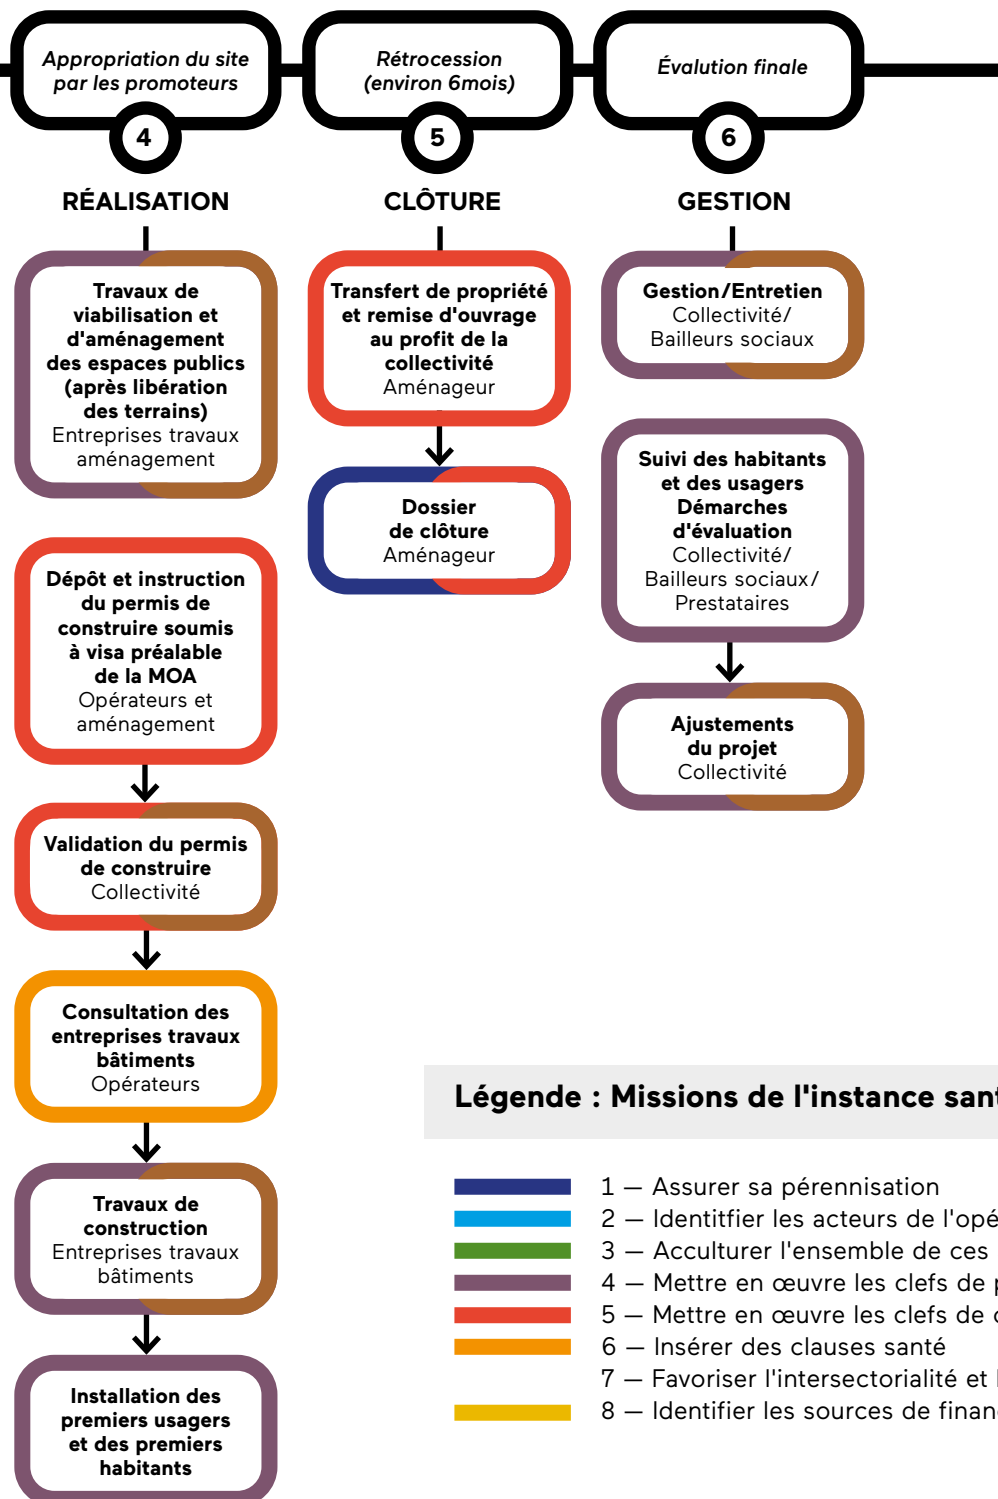 Appropriation du site
par les promoteurs
4
RÉALISATION
Travaux de
viabilisation et
d'aménagement
des espaces publics
(après libération
des terrains)
Entreprises travaux
aménagement
Dépôt et instruction
du permis de
construire soumis
à visa préalable
de la MOA
Opérateurs et
aménagement
Validation du permis
de construire
Collectivité
Consultation des
entreprises travaux
bâtiments
Opérateurs
Travaux de
construction
Entreprises travaux
bâtiments
Installation des
premiers usagers
et des premiers
habitants
Rétrocession
(environ 6mois)
5
CLÔTURE
Transfert de propriété
et remise d'ouvrage
au profit de la
collectivité
Aménageur
Dossier
de clôture
Aménageur
Évalution finale
6
GESTION
Gestion/Entretien
Collectivité/
Bailleurs sociaux
Suivi des habitants
et des usagers
Démarches
d'évaluation
Collectivité/
Bailleurs sociaux/
Prestataires
Ajustements
du projet
Collectivité
Légende : Missions de l'instance
1 — Assurer sa pérennisation
2 — Identitfier les acteurs de
3 — Acculturer l'ensemble de ces
4 — Mettre en œuvre les clefs de
5 — Mettre en œuvre les clefs de
6 — Insérer des clauses santé
7 — Favoriser l'intersectorialité et
8 — Identifier les sources de